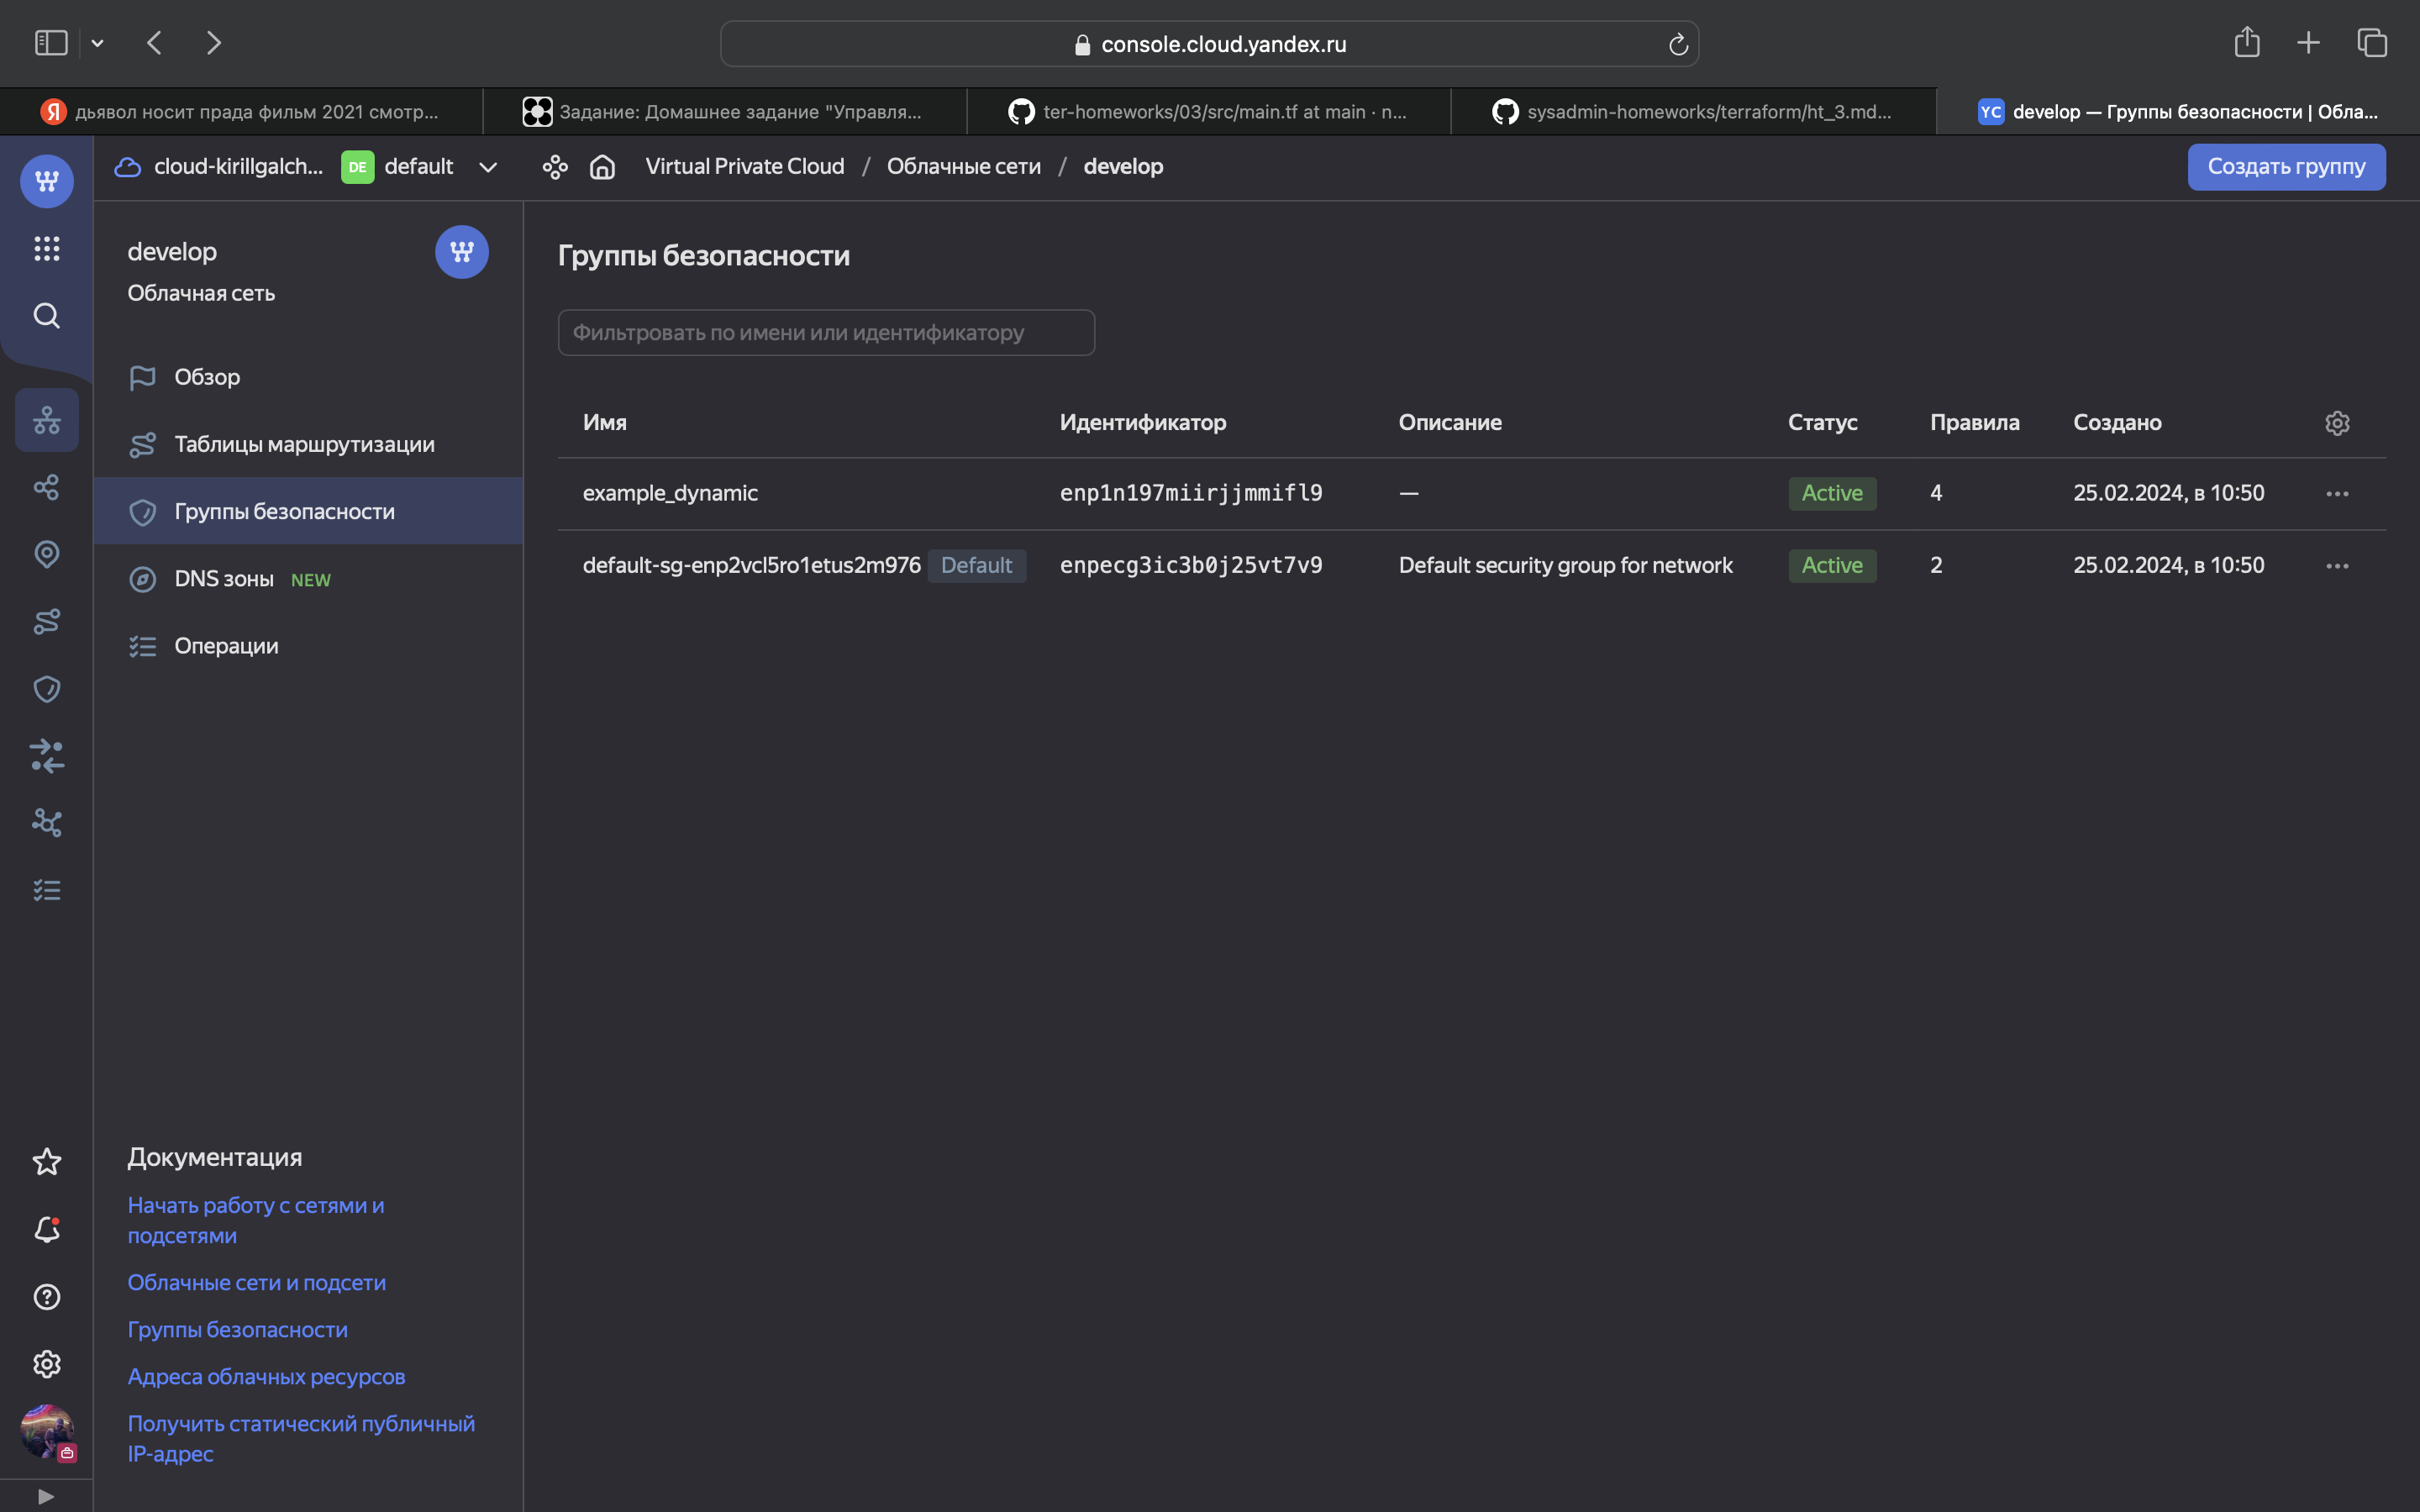 console.cloud.yandex.ru
Я дьявол носит прада фильм 2021 смотр...
Задание: Домашнее задание "Управля...
ter-homeworks/03/src/main.tf at main · n...
sysadmin-homeworks/terraform/ht_3.md...
YC develop — Группы безопасности | Обла...
cloud-kirillgalch...
DE default
Virtual Private Cloud / Облачные сети / develop
Создать группу
develop
Облачная сеть
Обзор
Таблицы маршрутизации
Группы безопасности
DNS зоны NEW
Операции
Документация
Начать работу с сетями и
подсетями
Облачные сети и подсети
Группы безопасности
Адреса облачных ресурсов
Получить статический публичный
IP-адрес
Группы безопасности
Фильтровать по имени или идентификатору
Имя Идентификатор Описание Статус Правила Создано
example_dynamic enp1n197miirjjmmifl9 — Active 4 25.02.2024, в 10:50
default-sg-enp2vcl5ro1etus2m976 Default enpecg3ic3b0j25vt7v9 Default security group for network Active 2 25.02.2024, в 10:50